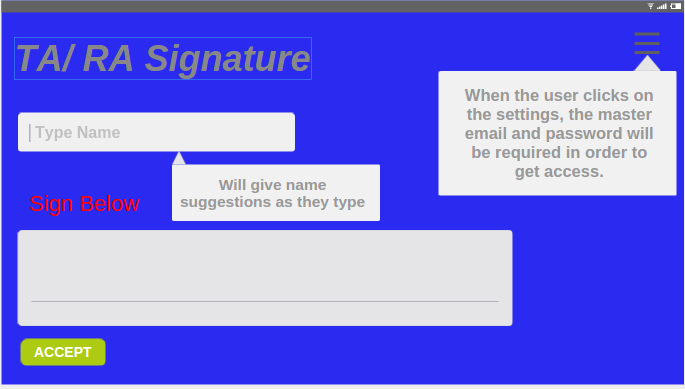 TA/ RA Signature
When the user clicks on
the settings, the master
email and password will
be required in order to
get access.
Type Name
Will give name
suggestions as they type
Sign Below
ACCEPT